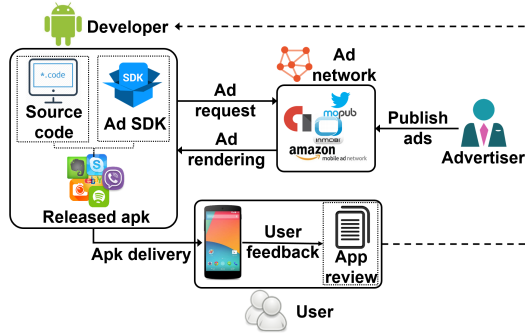 Developer
*.code
Source
code
SDK
Ad SDK
Released apk
Ad
request
Ad
rendering
Ad
network
mopub
INMOBI
amazon
mobile ad network
Publish
ads
Advertiser
Apk delivery
User
feedback
App
review
User